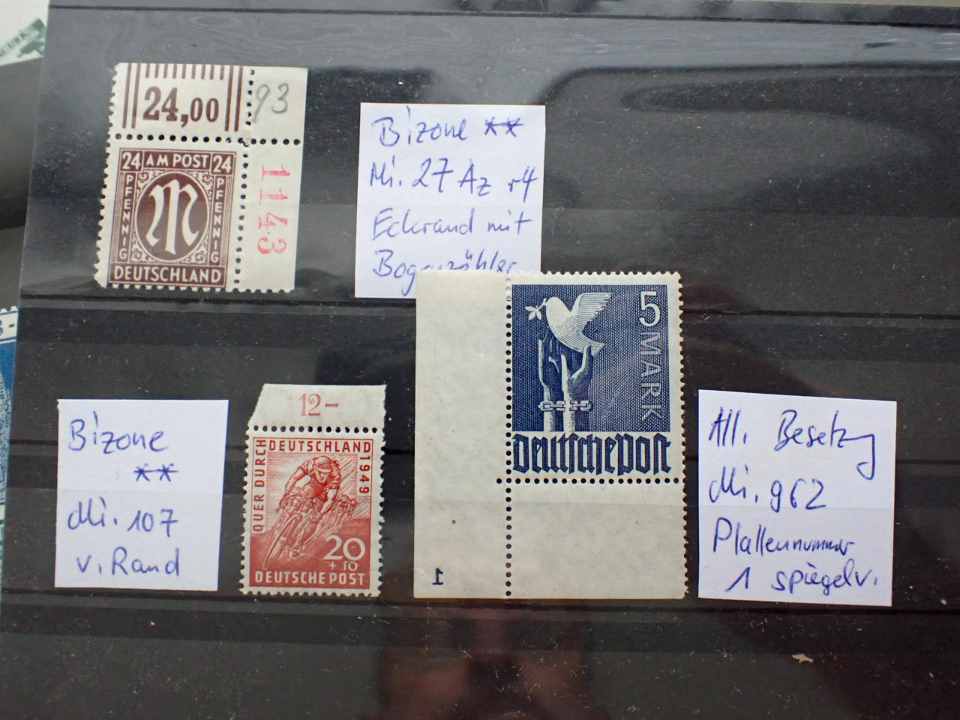 24,00
93
24 AM POST 24
PFENNIG
PFENNIG
DEUTSCHLAND
1143
Bizone **
Mi. 27 Az r4
Eckrand mit
Bogenzähler
Bizone
**
Mi. 107
v. Rand
12-
QUER DURCH
DEUTSCHLAND
1949
20
+10
DEUTSCHE POST
5 MARK
Deutsche Post
1
All. Besetzg
Mi. 962
Plattennummer
1 spiegelv.